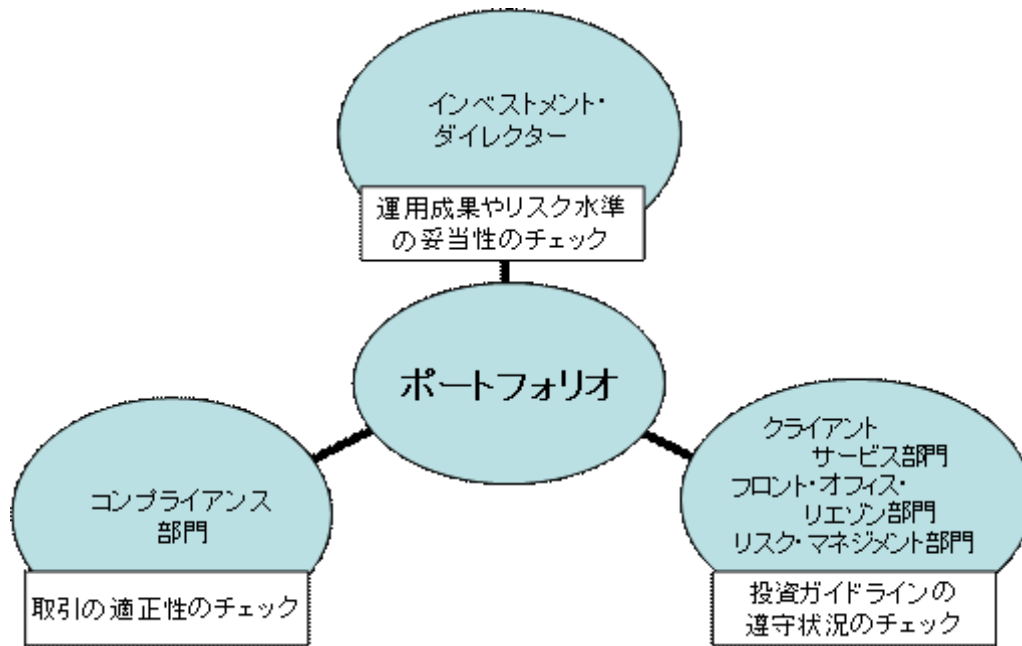 インベストメント・
ダイレクター
運用成果やリスク水準
の妥当性のチェック
ポートフォリオ
コンプライアンス
部門
取引の適正性のチェック
クライアント
サービス部門
フロント・オフィス・
リエゾン部門
リスク・マネジメント部門
投資ガイドラインの
遵守状況のチェック